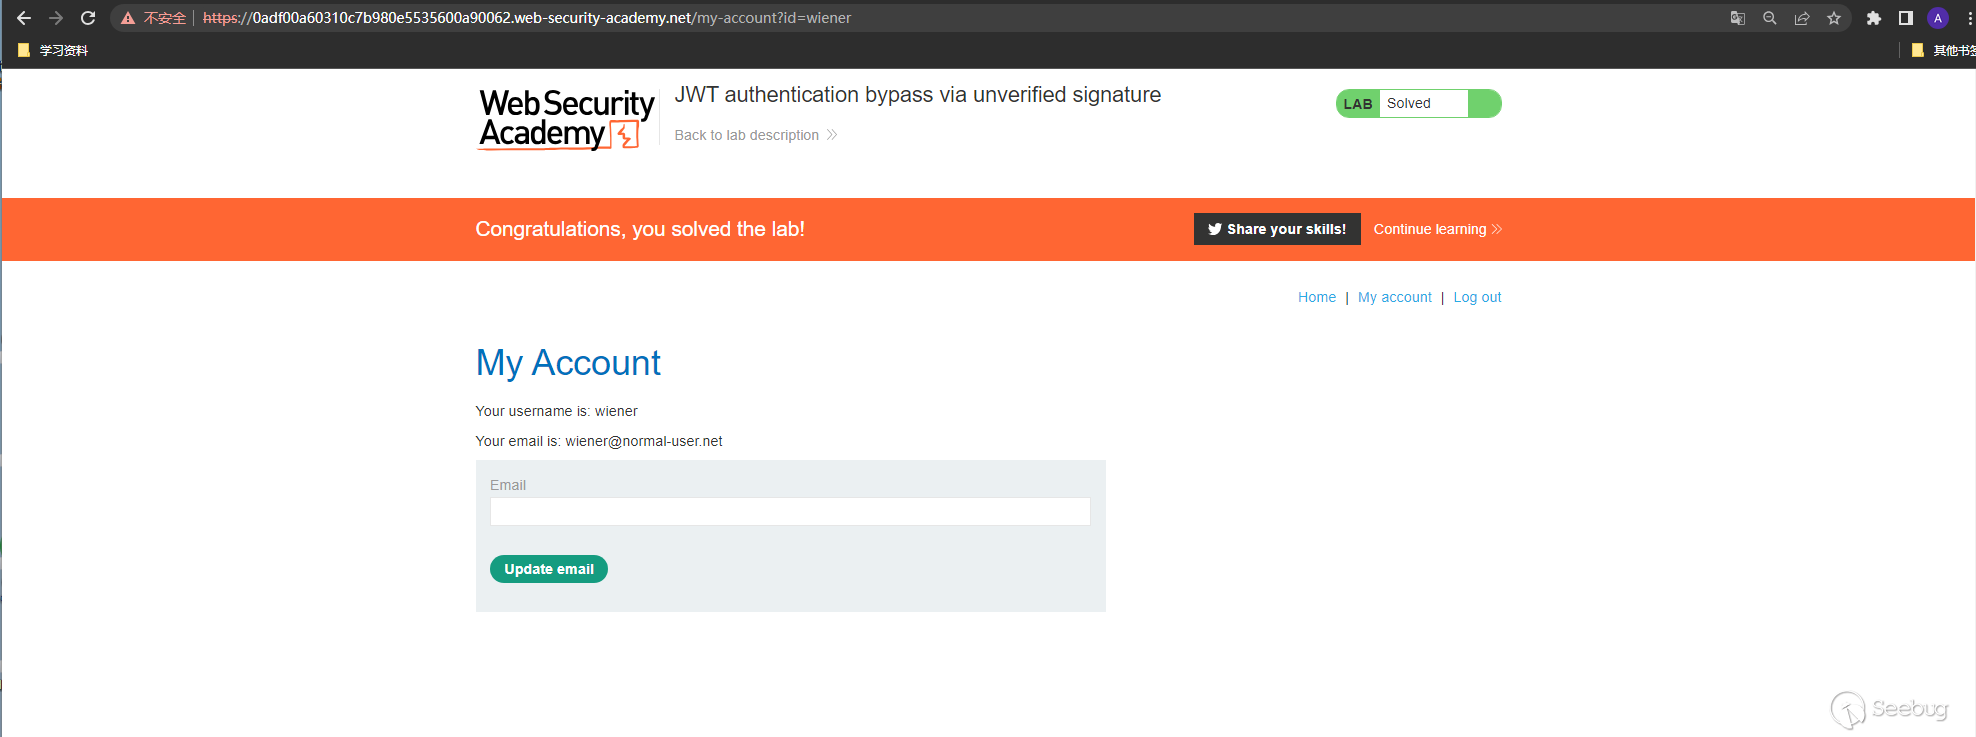 不安全 https://0adf00a60310c7b980e5535600a90062.web-security-academy.net/my-account?id=wiener A
学习资料 其他书签
WebSecurity
Academy
JWT authentication bypass via unverified signature
Back to lab description
LAB Solved
Congratulations, you solved the lab!
Share your skills! Continue learning
Home | My account | Log out
My Account
Your username is: wiener
Your email is: wiener@normal-user.net
Email
Update email
Seebug